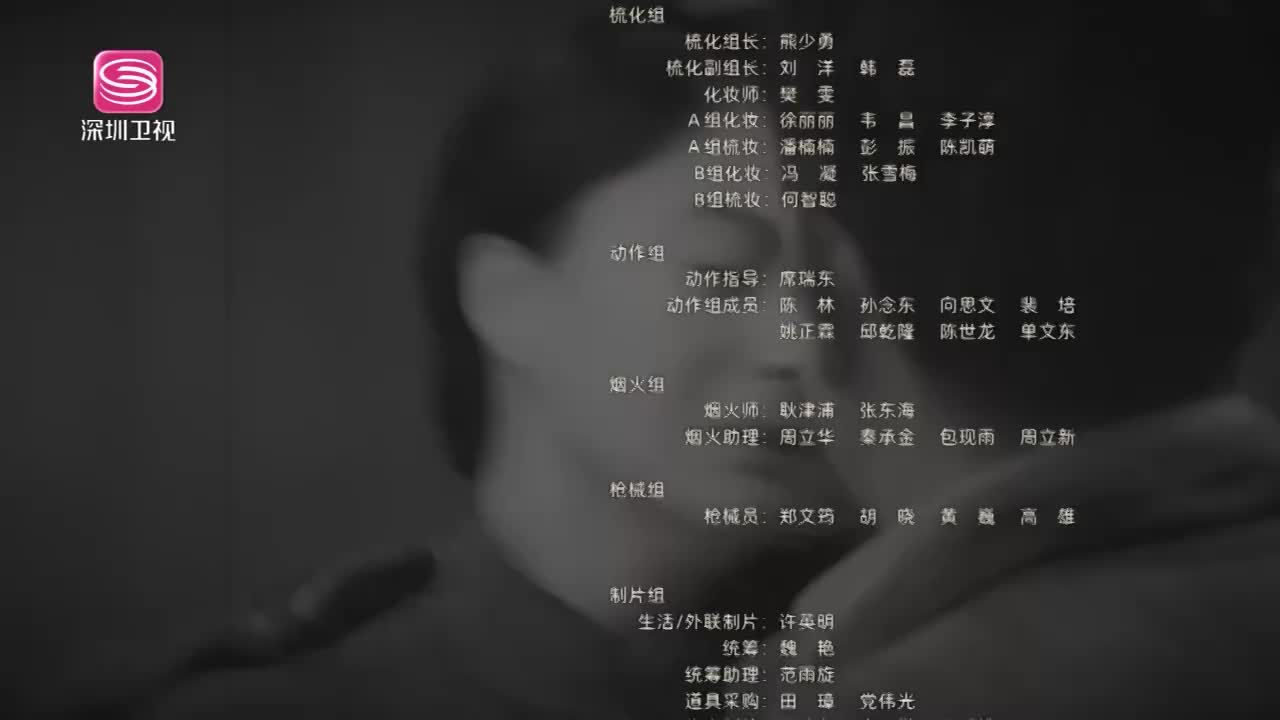 梳化组
梳化组长: 熊少勇
深圳卫视
梳化副组长: 刘 洋 韩 磊
化妆师: 樊 雯
A组化妆: 徐丽丽 韦 昌 李子淳
A组梳妆: 潘楠楠 彭 振 陈凯萌
B组化妆: 冯 凝 张雪梅
B组梳妆: 何智聪
动作组
动作指导: 席瑞东
动作组成员: 陈 林 孙念东 向思文 裴 培
姚正霖 邱乾隆 陈世龙 单文东
烟火组
烟火师: 耿津浦 张东海
烟火助理: 周立华 秦承金 包现雨 周立新
枪械组
枪械员: 郑文筠 胡 晓 黄 巍 高 雄
制片组
生活/外联制片: 许英明
统筹: 魏 艳
统筹助理: 范雨旋
道具采购: 田 璋 党伟光